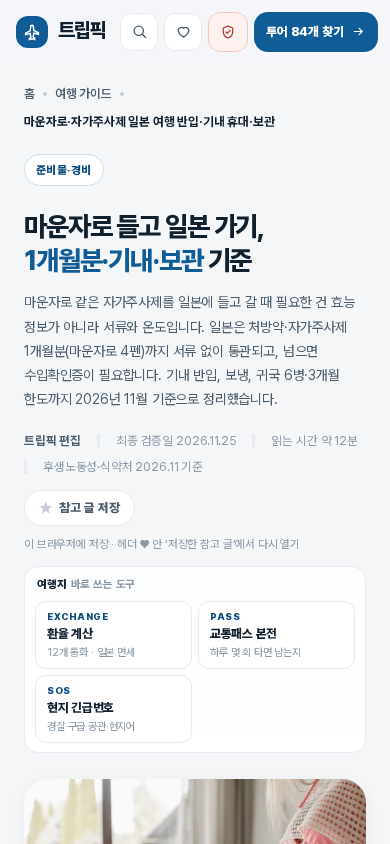 트립픽
투어 84개 찾기 →
홈 • 여행 가이드 •
마운자로·자가주사제 일본 여행 반입·기내 휴대·보관
준비물·경비
마운자로 들고 일본 가기,
1개월분·기내·보관 기준
마운자로 같은 자가주사제를 일본에 들고 갈 때 필요한 건 효능
정보가 아니라 서류와 온도입니다. 일본은 처방약·자가주사제
1개월분(마운자로 4펜)까지 서류 없이 통관되고, 넘으면
수입확인증이 필요합니다. 기내 반입, 보냉, 귀국 6병·3개월
한도까지 2026년 11월 기준으로 정리했습니다.
트립픽 편집 | 최종 검증일 2026.11.25 | 읽는 시간 약 12분
| 후생노동성·식약처 2026.11 기준
★ 참고 글 저장
이 브라우저에 저장 · 헤더 ♥ 안 '저장한 참고 글'에서 다시 열기
여행지 바로 쓰는 도구
EXCHANGE
환율 계산
12개 통화 · 일본 면세
PASS
교통패스 본전
하루 몇 회 타면 남는지
SOS
현지 긴급번호
경찰·구급·공관·현지어